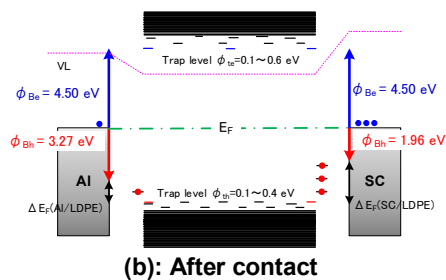 VL
Trap level ϕte=0.1～0.6 eV
ϕBe = 4.50 eV
ϕBe = 4.50 eV
EF
ϕBh = 3.27 eV
ϕBh = 1.96 eV
Al
SC
Trap level ϕth=0.1～0.4 eV
ΔEF(Al/LDPE)
ΔEF(SC/LDPE)
(b): After contact